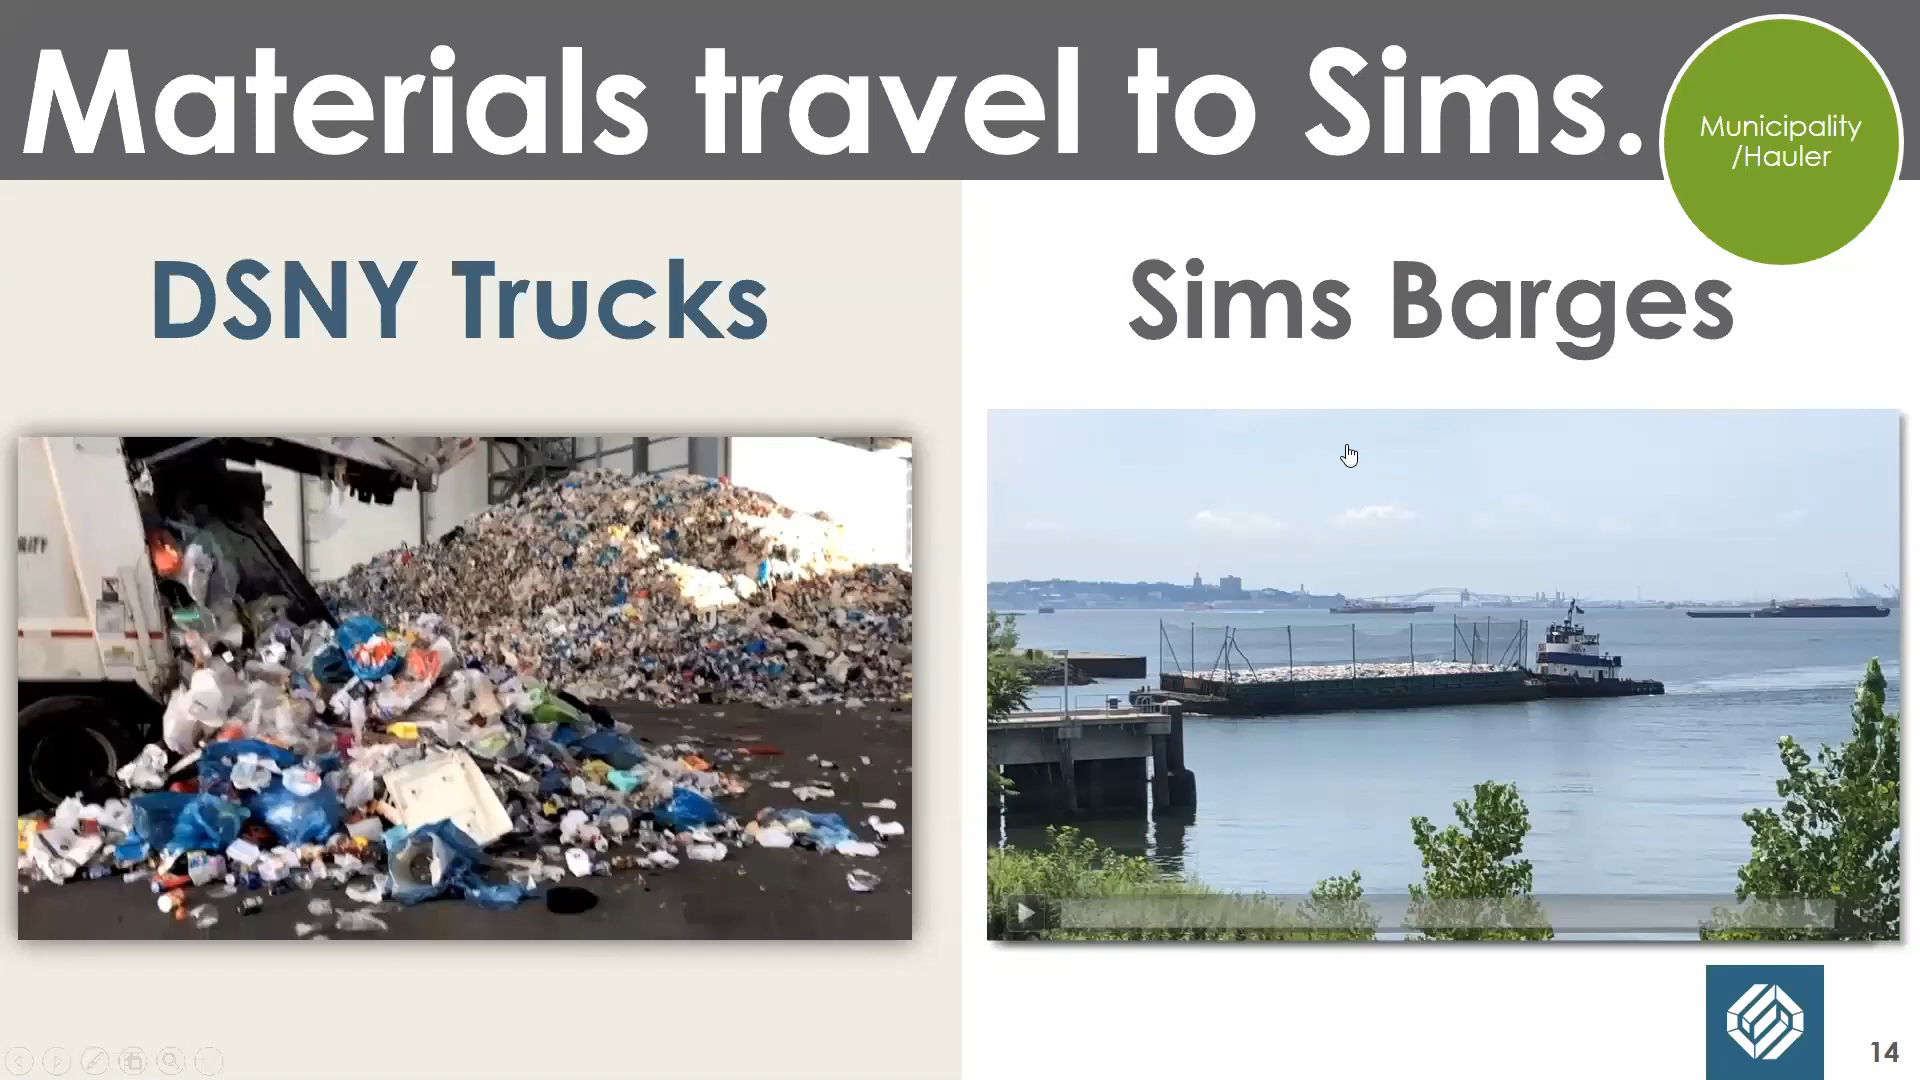 Materials travel to Sims.
Municipality
/Hauler
DSNY Trucks
Sims Barges
14